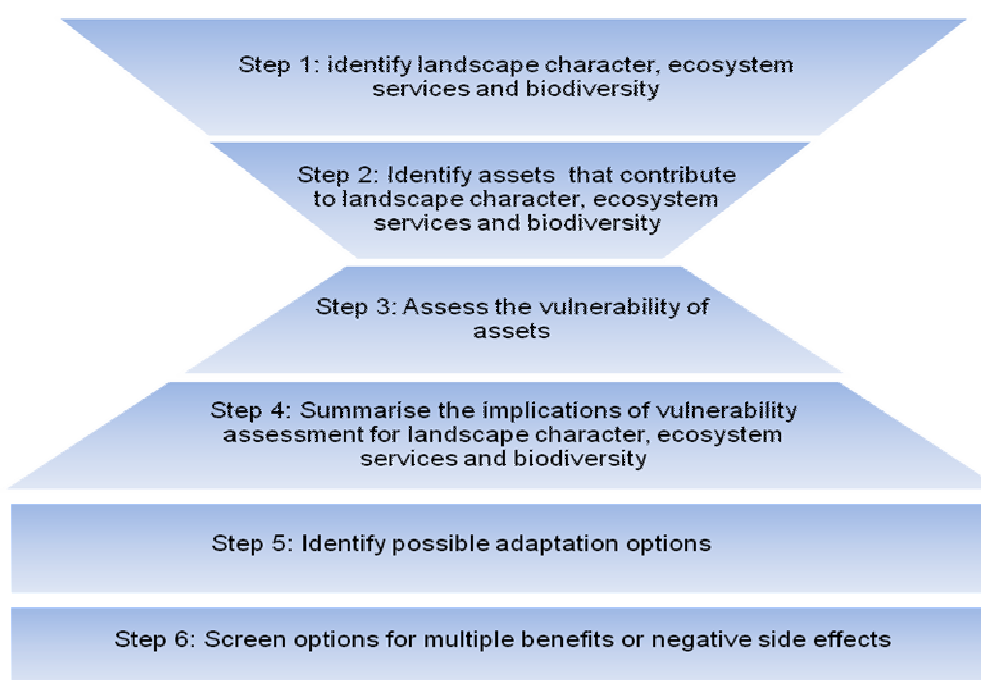 Step 1: identify landscape character, ecosystem
services and biodiversity
Step 2: Identify assets that contribute
to landscape character, ecosystem
services and biodiversity
Step 3: Assess the vulnerability of
assets
Step 4: Summarise the implications of vulnerability
assessment for landscape character, ecosystem
services and biodiversity
Step 5: Identify possible adaptation options
Step 6: Screen options for multiple benefits or negative side effects